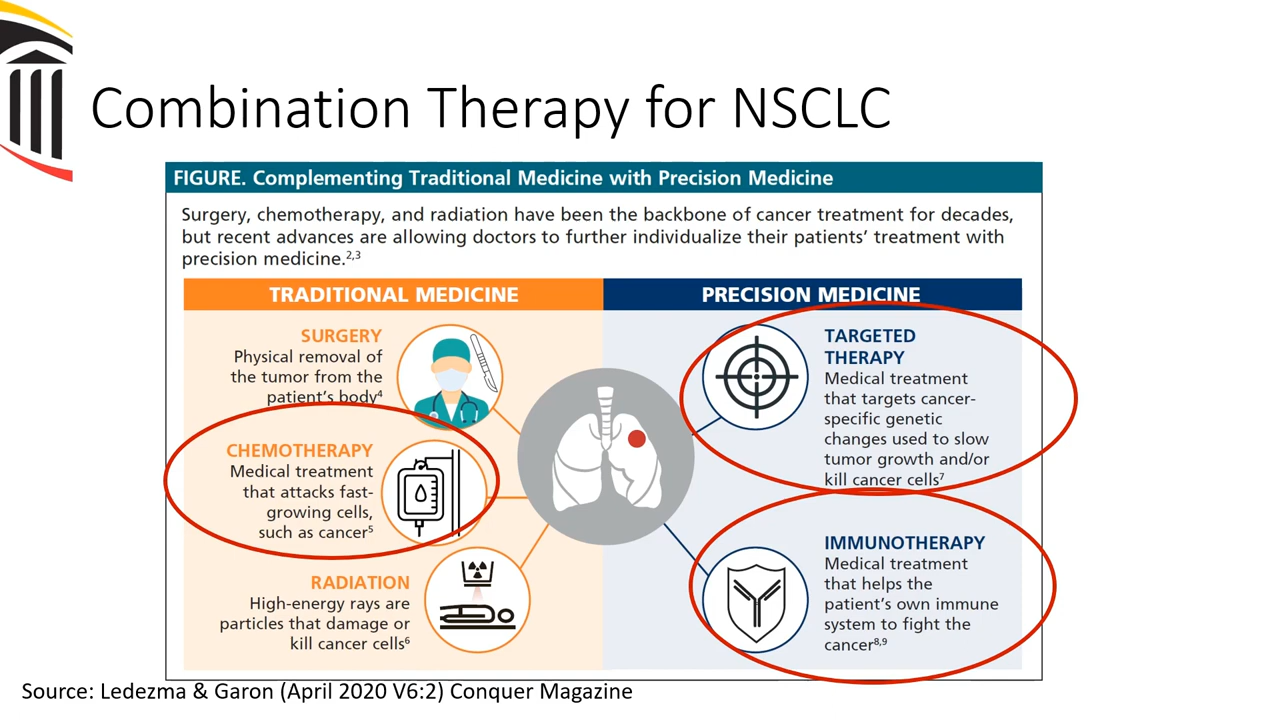 Combination Therapy for NSCLC
FIGURE. Complementing Traditional Medicine with Precision Medicine
Surgery, chemotherapy, and radiation have been the backbone of cancer treatment for decades,
but recent advances are allowing doctors to further individualize their patients’ treatment with
precision medicine.2,3
TRADITIONAL MEDICINE
SURGERY
Physical removal of
the tumor from the
patient’s body4
CHEMOTHERAPY
Medical treatment
that attacks fast-
growing cells,
such as cancer5
RADIATION
High-energy rays are
particles that damage or
kill cancer cells6
PRECISION MEDICINE
TARGETED
THERAPY
Medical treatment
that targets cancer-
specific genetic
changes used to slow
tumor growth and/or
kill cancer cells7
IMMUNOTHERAPY
Medical treatment
that helps the
patient’s own immune
system to fight the
cancer8,9
Source: Ledezma & Garon (April 2020 V6:2) Conquer Magazine